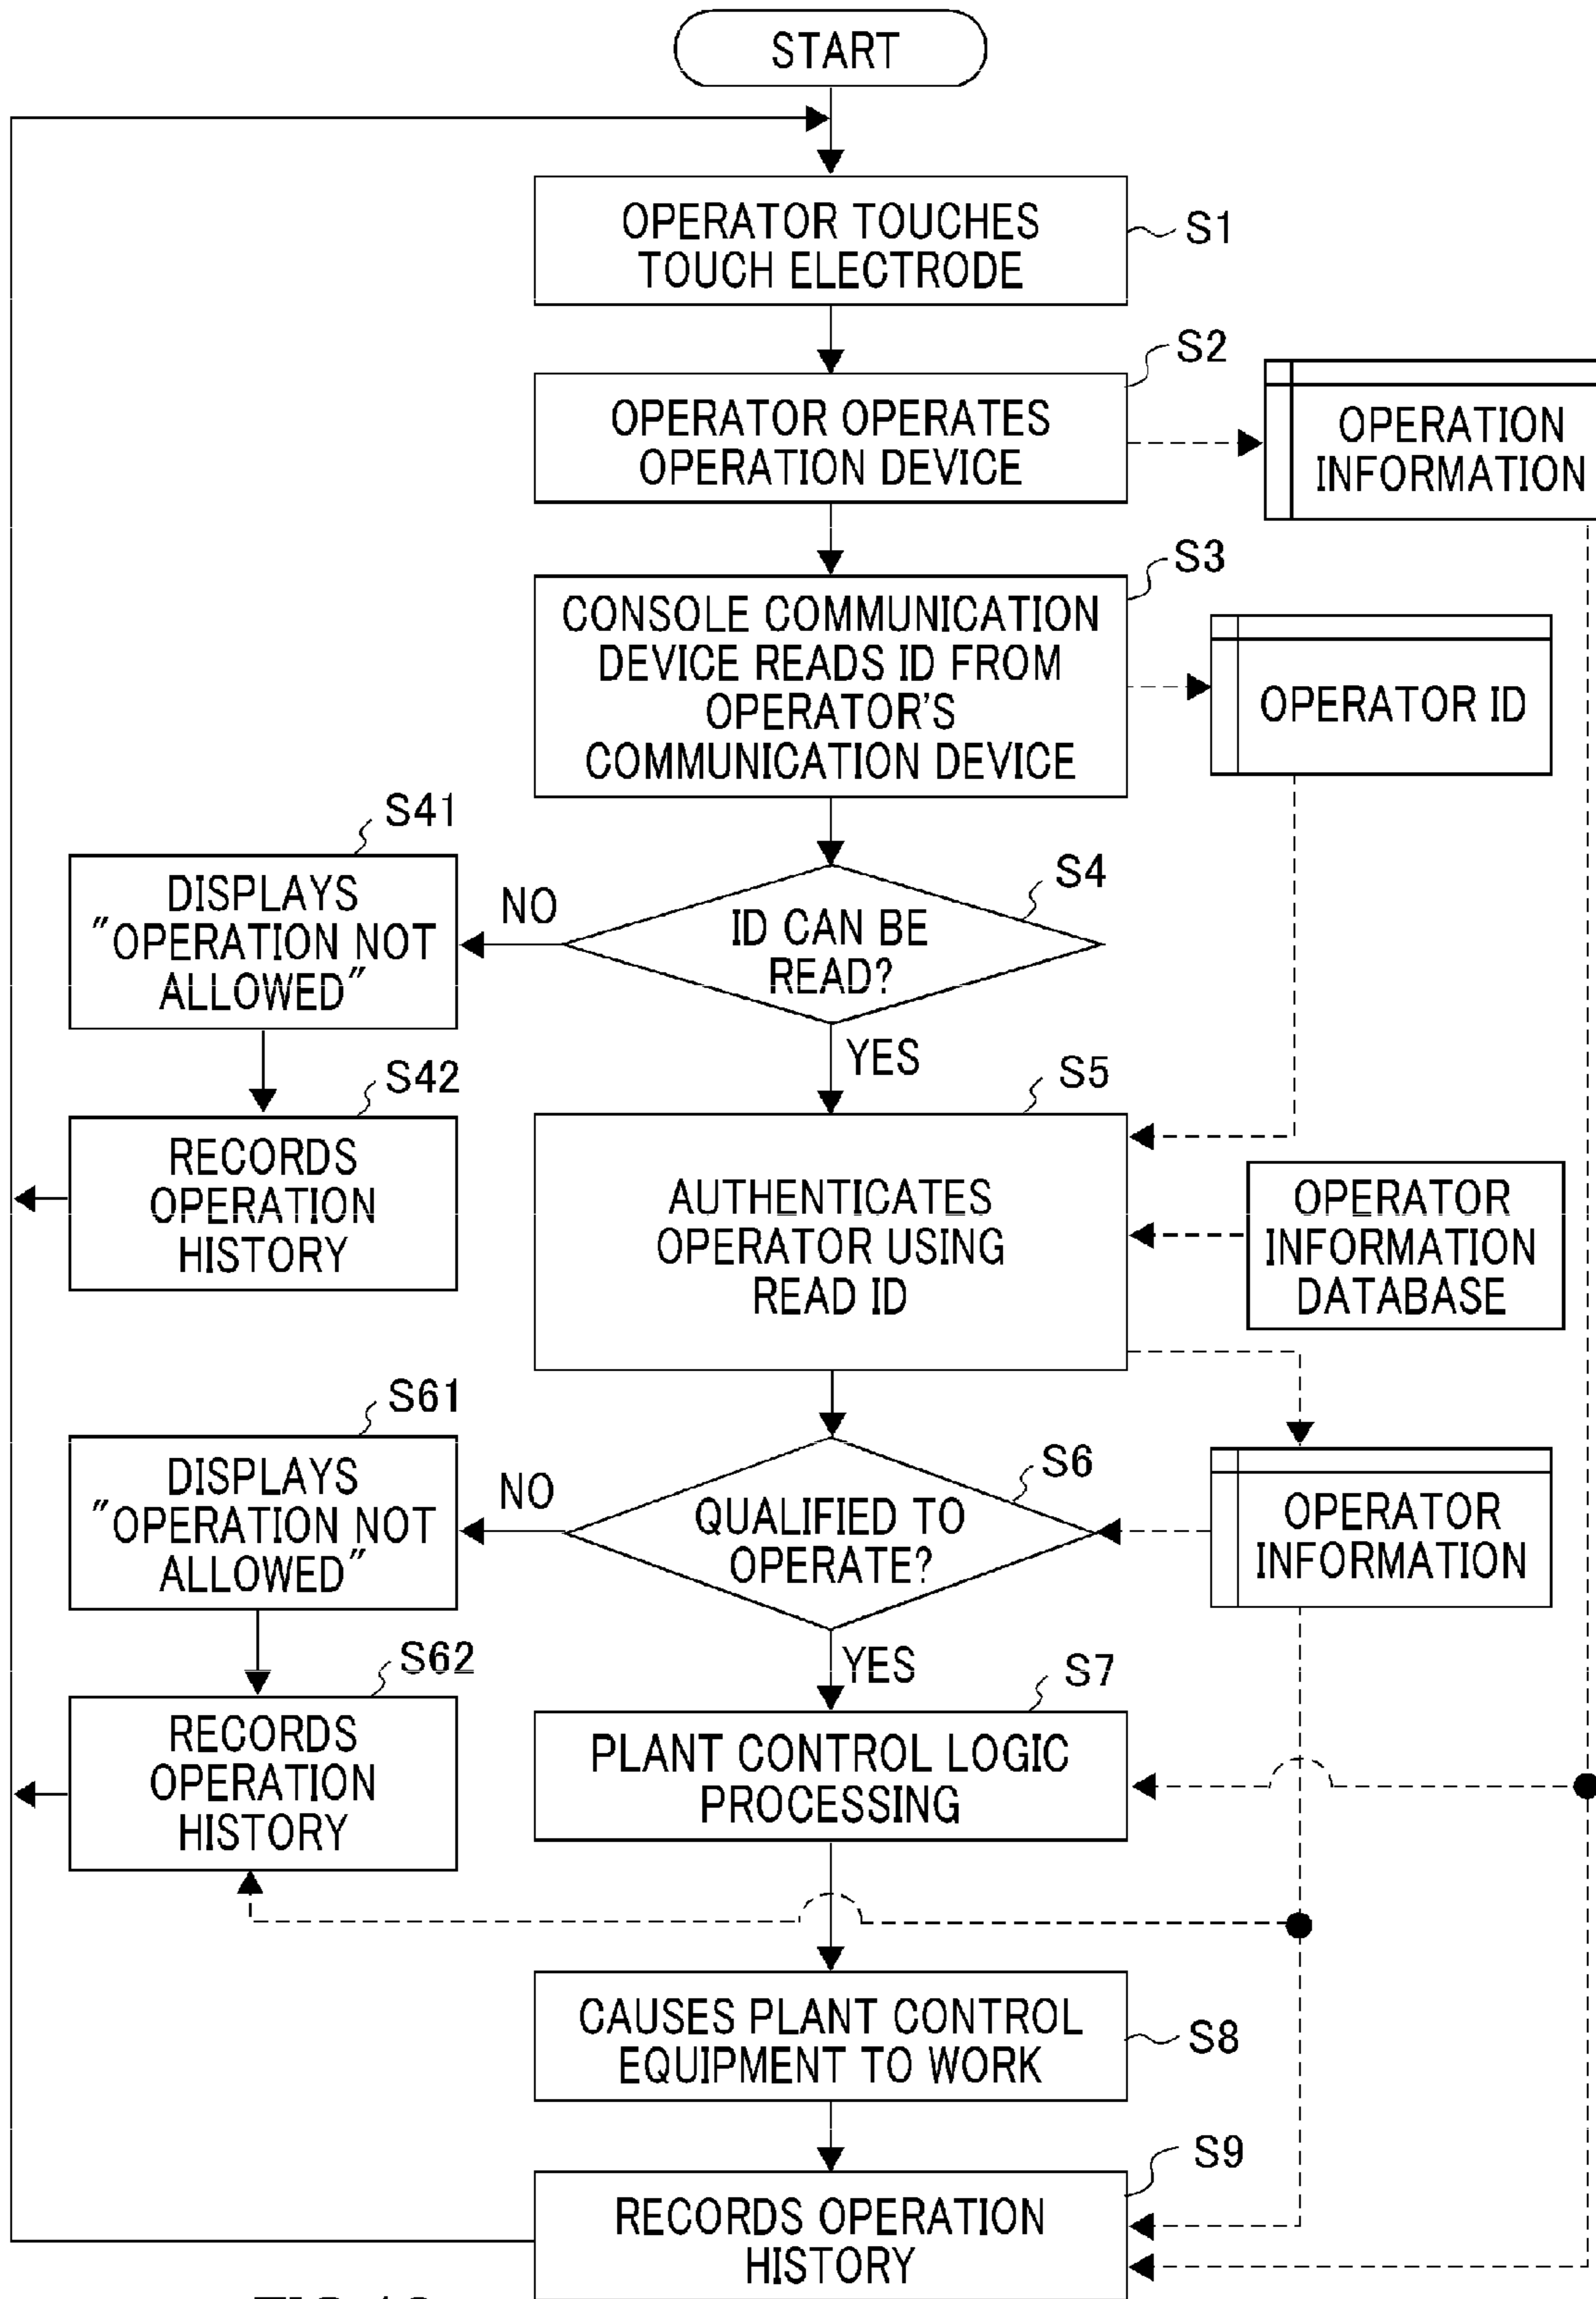 START
OPERATOR TOUCHES
TOUCH ELECTRODE
S1
S2
OPERATOR OPERATES
OPERATION DEVICE
OPERATION
INFORMATION
S3
CONSOLE COMMUNICATION
DEVICE READS ID FROM
OPERATOR'S
COMMUNICATION DEVICE
OPERATOR ID
S41
DISPLAYS
"OPERATION NOT
ALLOWED"
NO
S4
ID CAN BE
READ?
YES
S42
RECORDS
OPERATION
HISTORY
S5
AUTHENTICATES
OPERATOR USING
READ ID
OPERATOR
INFORMATION
DATABASE
S61
DISPLAYS
"OPERATION NOT
ALLOWED"
NO
S6
QUALIFIED TO
OPERATE?
OPERATOR
INFORMATION
YES
S62
RECORDS
OPERATION
HISTORY
S7
PLANT CONTROL LOGIC
PROCESSING
CAUSES PLANT CONTROL
EQUIPMENT TO WORK
S8
S9
RECORDS OPERATION
HISTORY